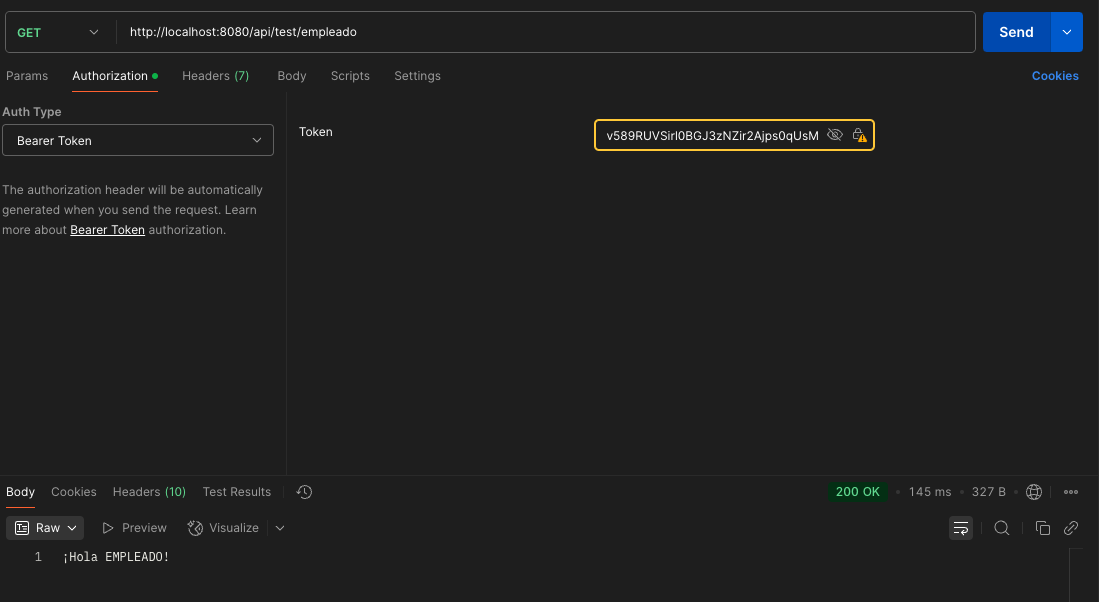 GET
http://localhost:8080/api/test/empleado
Send
Params
Authorization
Headers (7)
Body
Scripts
Settings
Cookies
Auth Type
Bearer Token
The authorization header will be automatically
generated when you send the request. Learn
more about Bearer Token authorization.
Token
v589RUVSirI0BGJ3zNZir2Ajps0qUsM
Body
Cookies
Headers (10)
Test Results
200 OK
145 ms
327 B
Raw
Preview
Visualize
1
¡Hola EMPLEADO!